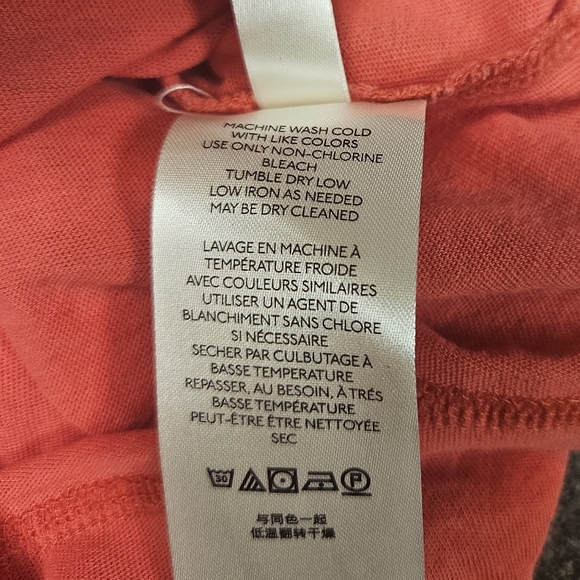 MACHINE WASH COLD
WITH LIKE COLORS
USE ONLY NON-CHLORINE
BLEACH
TUMBLE DRY LOW
LOW IRON AS NEEDED
MAY BE DRY CLEANED
LAVAGE EN MACHINE À
TEMPÉRATURE FROIDE
AVEC COULEURS SIMILAIRES
UTILISER UN AGENT DE
BLANCHIMENT SANS CHLORE
SI NÉCESSAIRE
SECHER PAR CULBUTAGE À
BASSE TEMPERATURE
REPASSER, AU BESOIN, À TRÉS
BASSE TEMPÉRATURE
PEUT-ÊTRE ÊTRE NETTOYÉE
SEC
30 P
与同色一起
低温翻转干燥